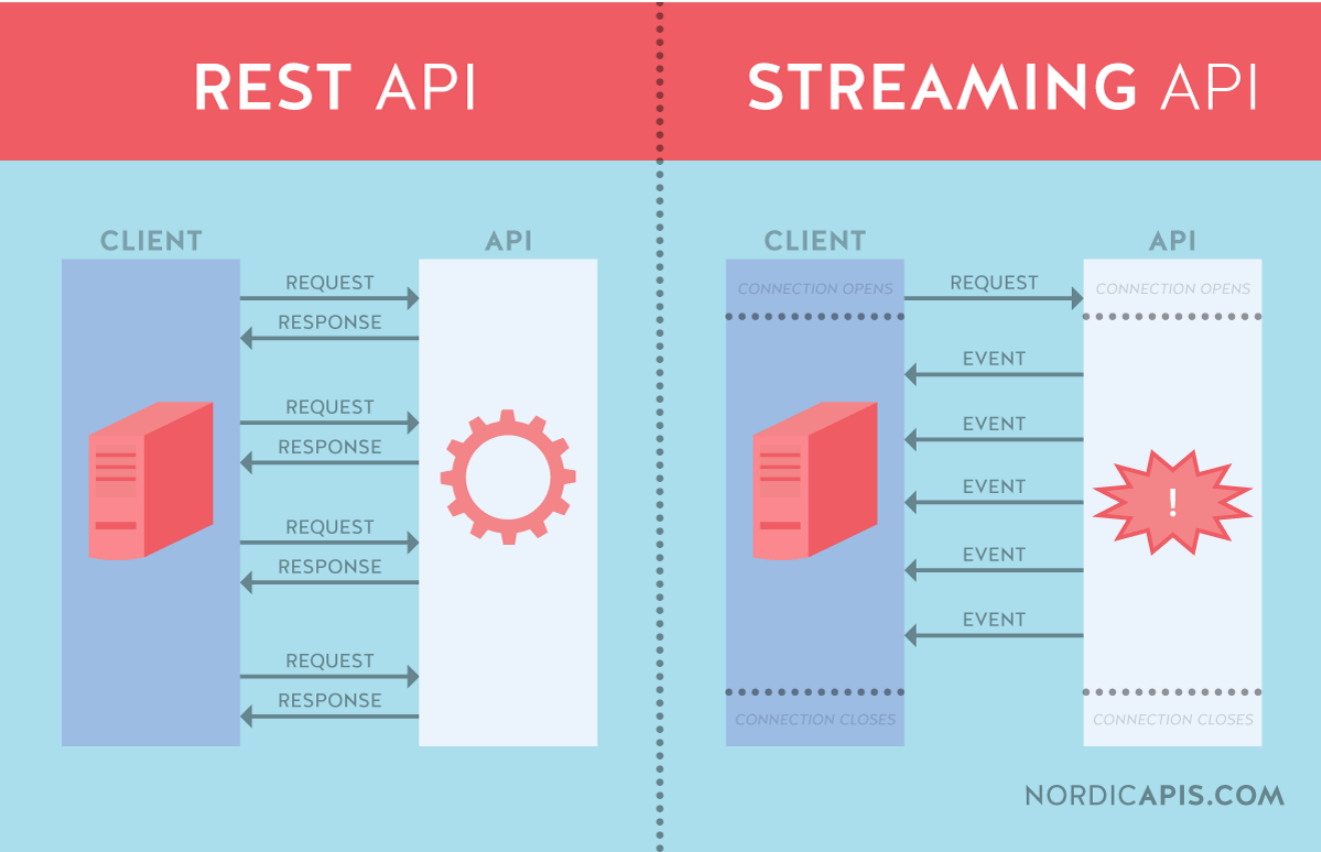 REST API
CLIENT
API
REQUEST
RESPONSE
REQUEST
RESPONSE
REQUEST
RESPONSE
REQUEST
RESPONSE
STREAMING API
CLIENT
API
CONNECTION OPENS
REQUEST
CONNECTION OPENS
EVENT
EVENT
EVENT
!
EVENT
EVENT
CONNECTION CLOSES
CONNECTION CLOSES
NORDICAPIS.COM